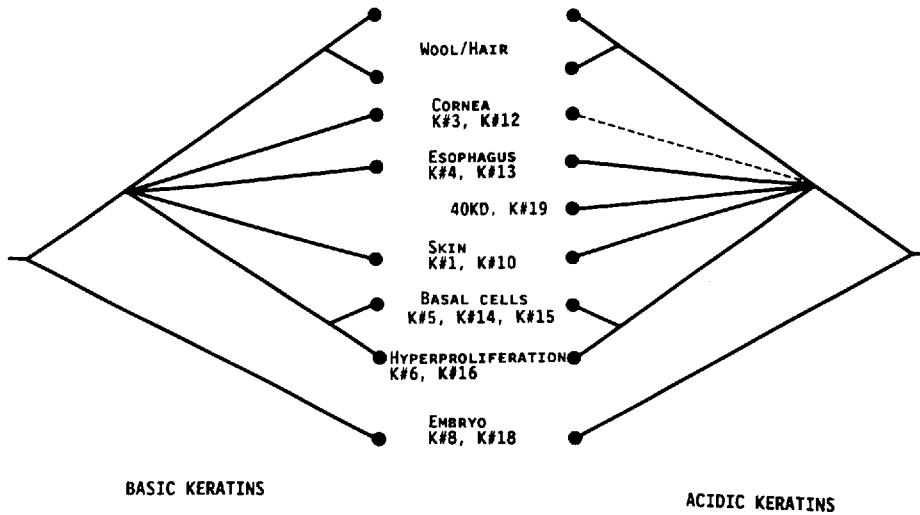 WOOL/HAIR
CORNEA
K#3, K#12
ESOPHAGUS
K#4, K#13
40KD, K#19
SKIN
K#1, K#10
BASAL CELLS
K#5, K#14, K#15
HYPERPROLIFERATION
K#6, K#16
EMBRYO
K#8, K#18
BASIC KERATINS
ACIDIC KERATINS